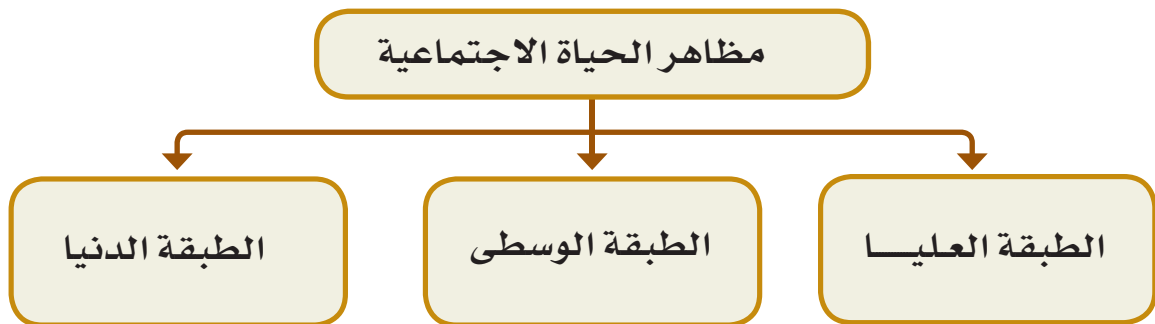 مظاهر الحياة الاجتماعية
الطبقة العليـــا
الطبقة الوسطى
الطبقة الدنيا